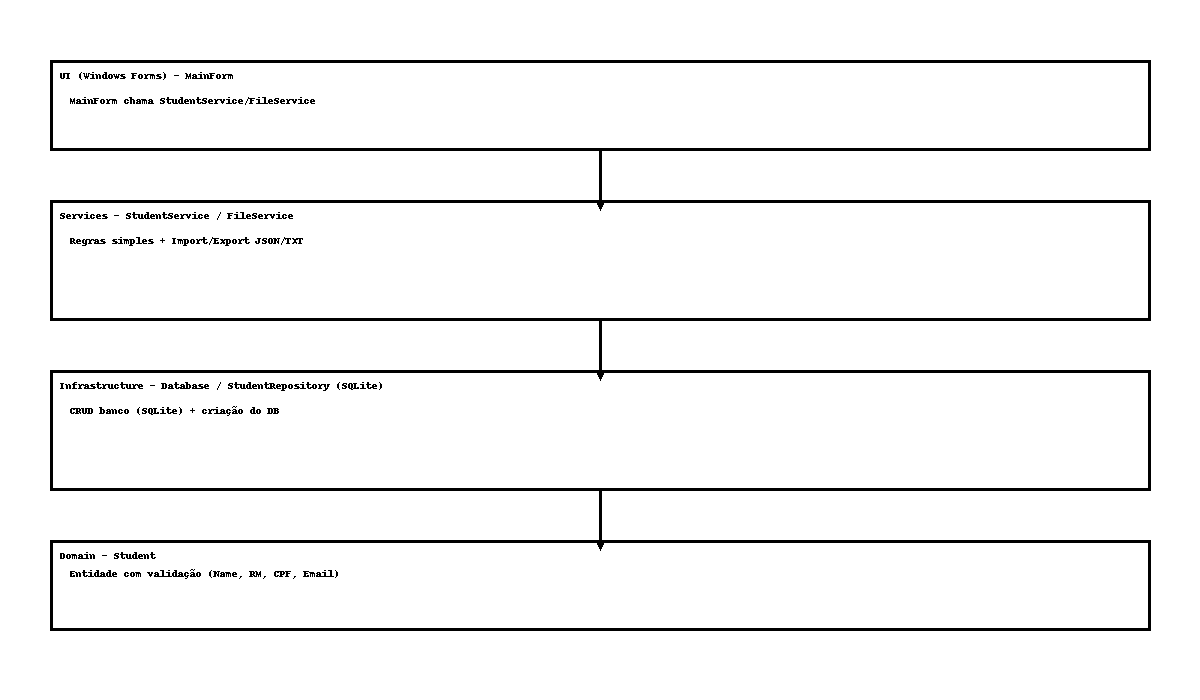 UI (Windows Forms) - MainForm
MainForm chama StudentService/FileService
Services - StudentService / FileService
Regras simples + Import/Export JSON/TXT
Infrastructure - Database / StudentRepository (SQLite)
CRUD banco (SQLite) + criação do DB
Domain - Student
Entidade com validação (Name, RM, CPF, Email)